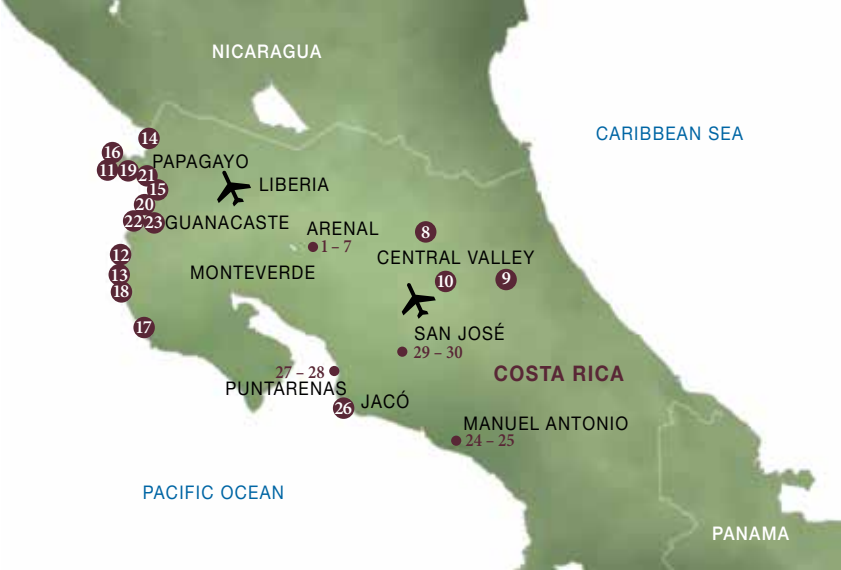 NICARAGUA
CARIBBEAN SEA
14
16
PAPAGAYO
11
19
21
15
LIBERIA
20
22
23
GUANACASTE
ARENAL
1 – 7
8
CENTRAL VALLEY
12
13
MONTEVERDE
10
9
18
17
SAN JOSÉ
29 – 30
27 – 28
COSTA RICA
PUNTARENAS
26
JACÓ
MANUEL ANTONIO
24 – 25
PACIFIC OCEAN
PANAMA